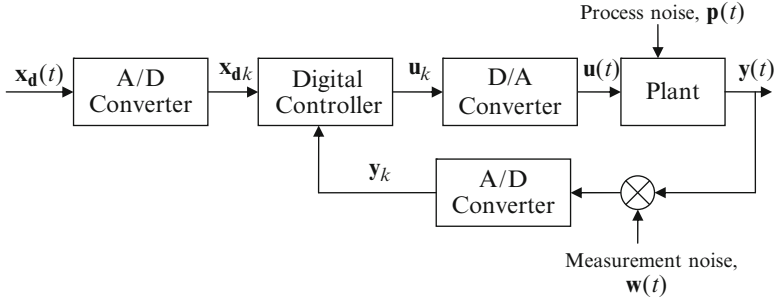 Process noise, p(t)
x_d(t)
A/D
Converter
x_dk
Digital
Controller
u_k
D/A
Converter
u(t)
Plant
y(t)
y_k
A/D
Converter
Measurement noise,
w(t)